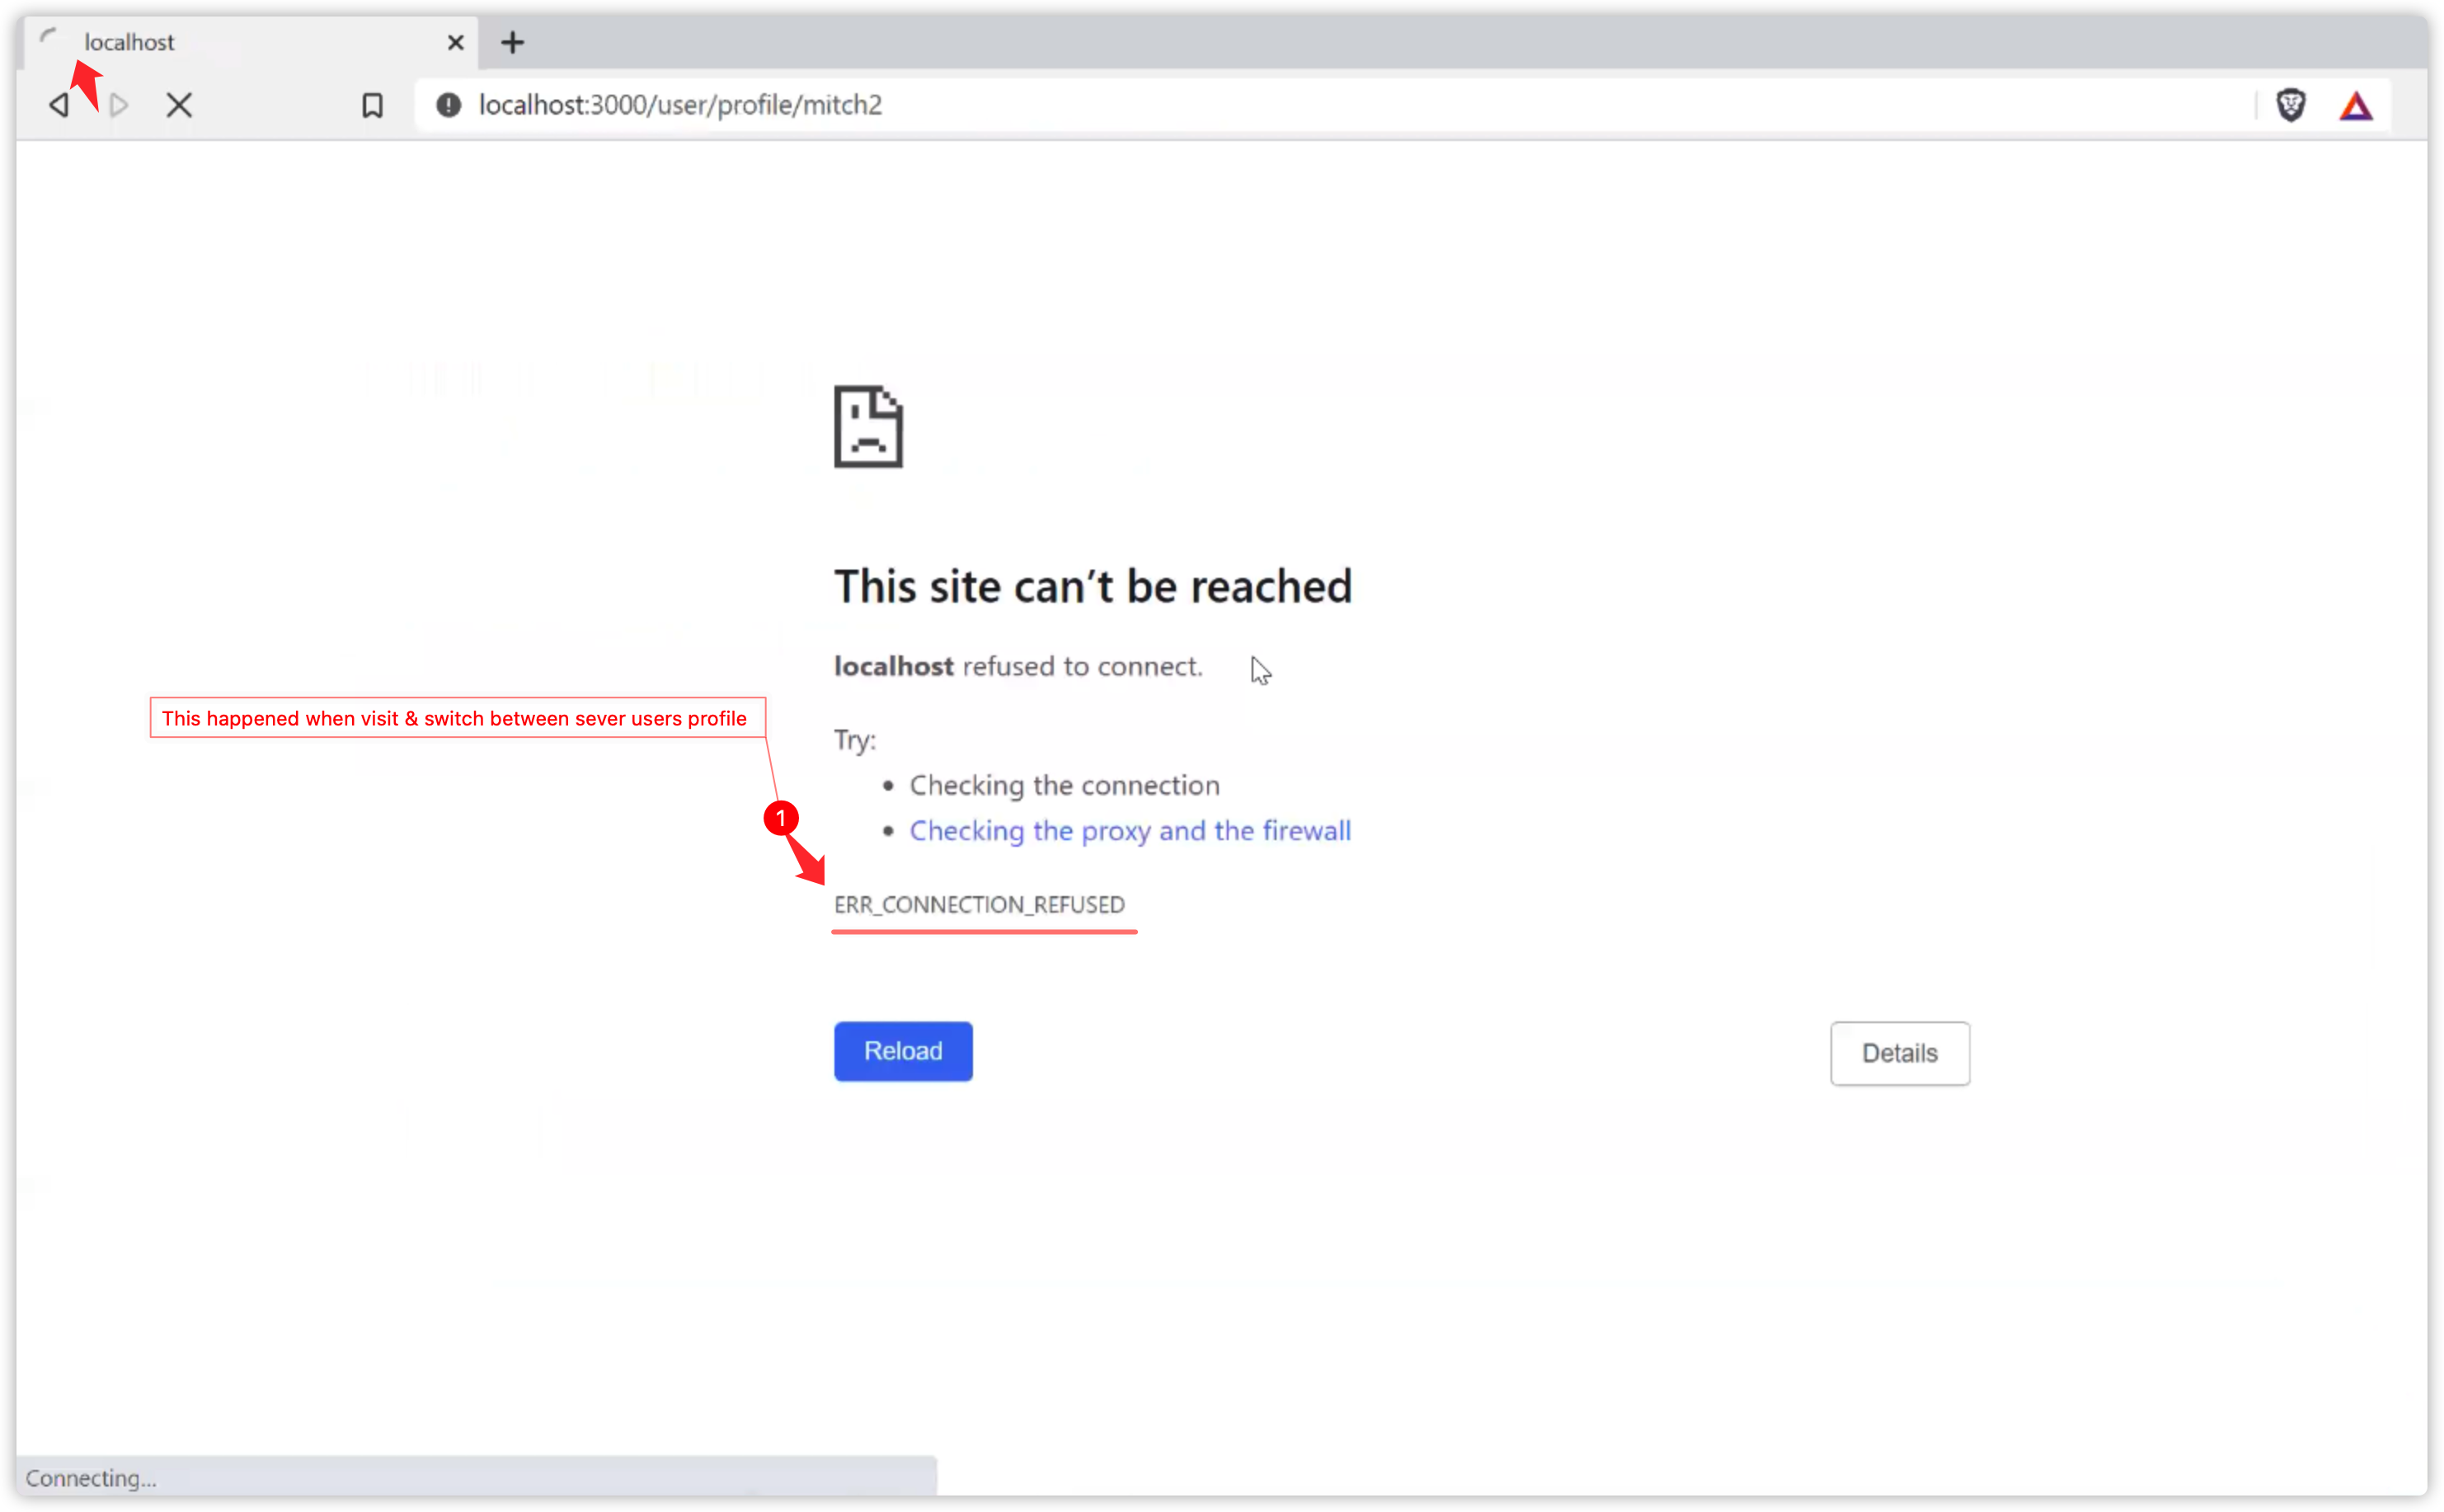 localhost
localhost:3000/user/profile/mitch2
This site can't be reached
localhost refused to connect.
This happened when visit & switch between sever users profile
Try:
Checking the connection
1
Checking the proxy and the firewall
ERR_CONNECTION_REFUSED
Reload
Details
Connecting...